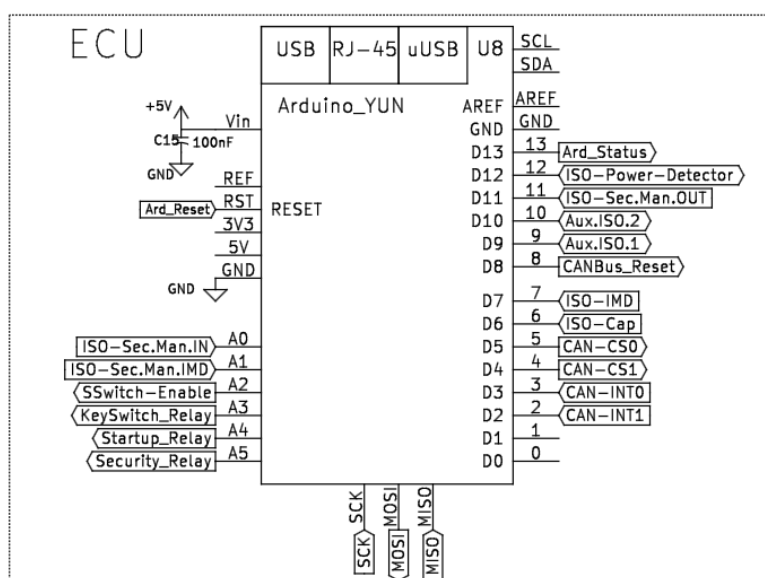 ECU
USB RJ-45 uUSB U8
SCL
SDA
Arduino_YUN
AREF AREF
GND GND
+5V
Vin
C15 100nF
GND
D13 13 Ard_Status
D12 12 ISO-Power-Detector
D11 11 ISO-Sec.Man.OUT
D10 10 Aux.ISO.2
D9 9 Aux.ISO.1
D8 8 CANBus_Reset
REF
Ard_Reset RST RESET
3V3
5V
GND
GND
D7 7 ISO-IMD
D6 6 ISO-Cap
D5 5 CAN-CS0
D4 4 CAN-CS1
D3 3 CAN-INT0
D2 2 CAN-INT1
D1 1
D0 0
ISO-Sec.Man.IN A0
ISO-Sec.Man.IMD A1
SSwitch-Enable A2
KeySwitch_Relay A3
Startup_Relay A4
Security_Relay A5
SCK MOSI MISO
SCK MOSI MISO